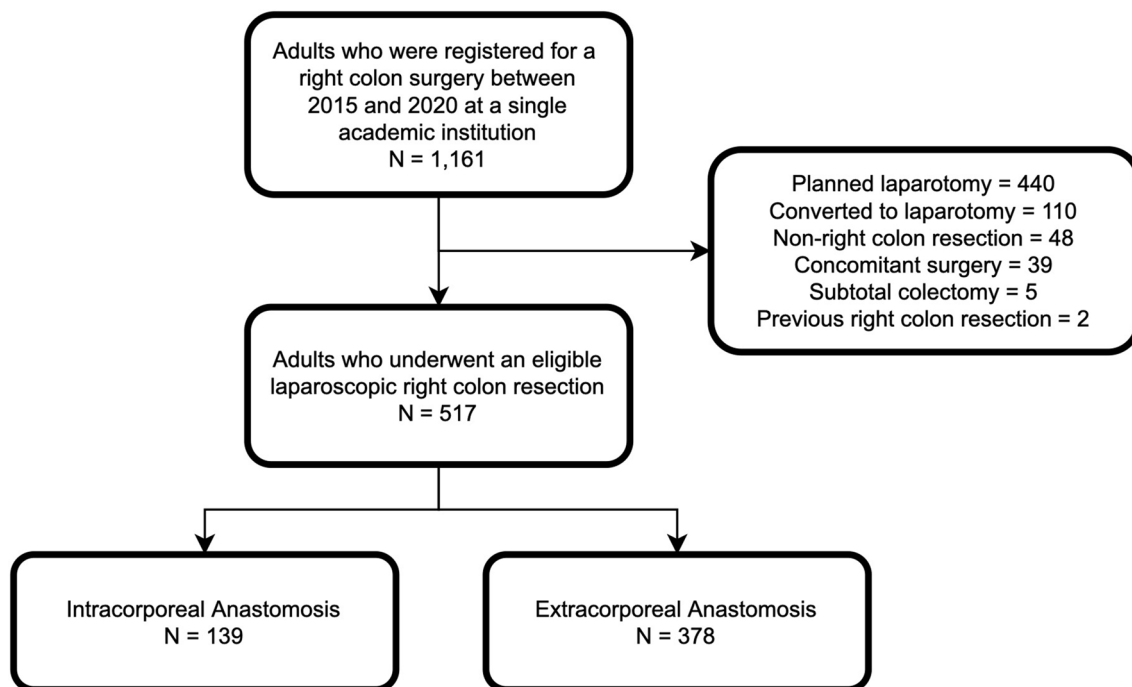 Adults who were registered for a
right colon surgery between
2015 and 2020 at a single
academic institution
N = 1,161
Planned laparotomy = 440
Converted to laparotomy = 110
Non-right colon resection = 48
Concomitant surgery = 39
Subtotal colectomy = 5
Previous right colon resection = 2
Adults who underwent an eligible
laparoscopic right colon resection
N = 517
Intracorporeal Anastomosis
N = 139
Extracorporeal Anastomosis
N = 378